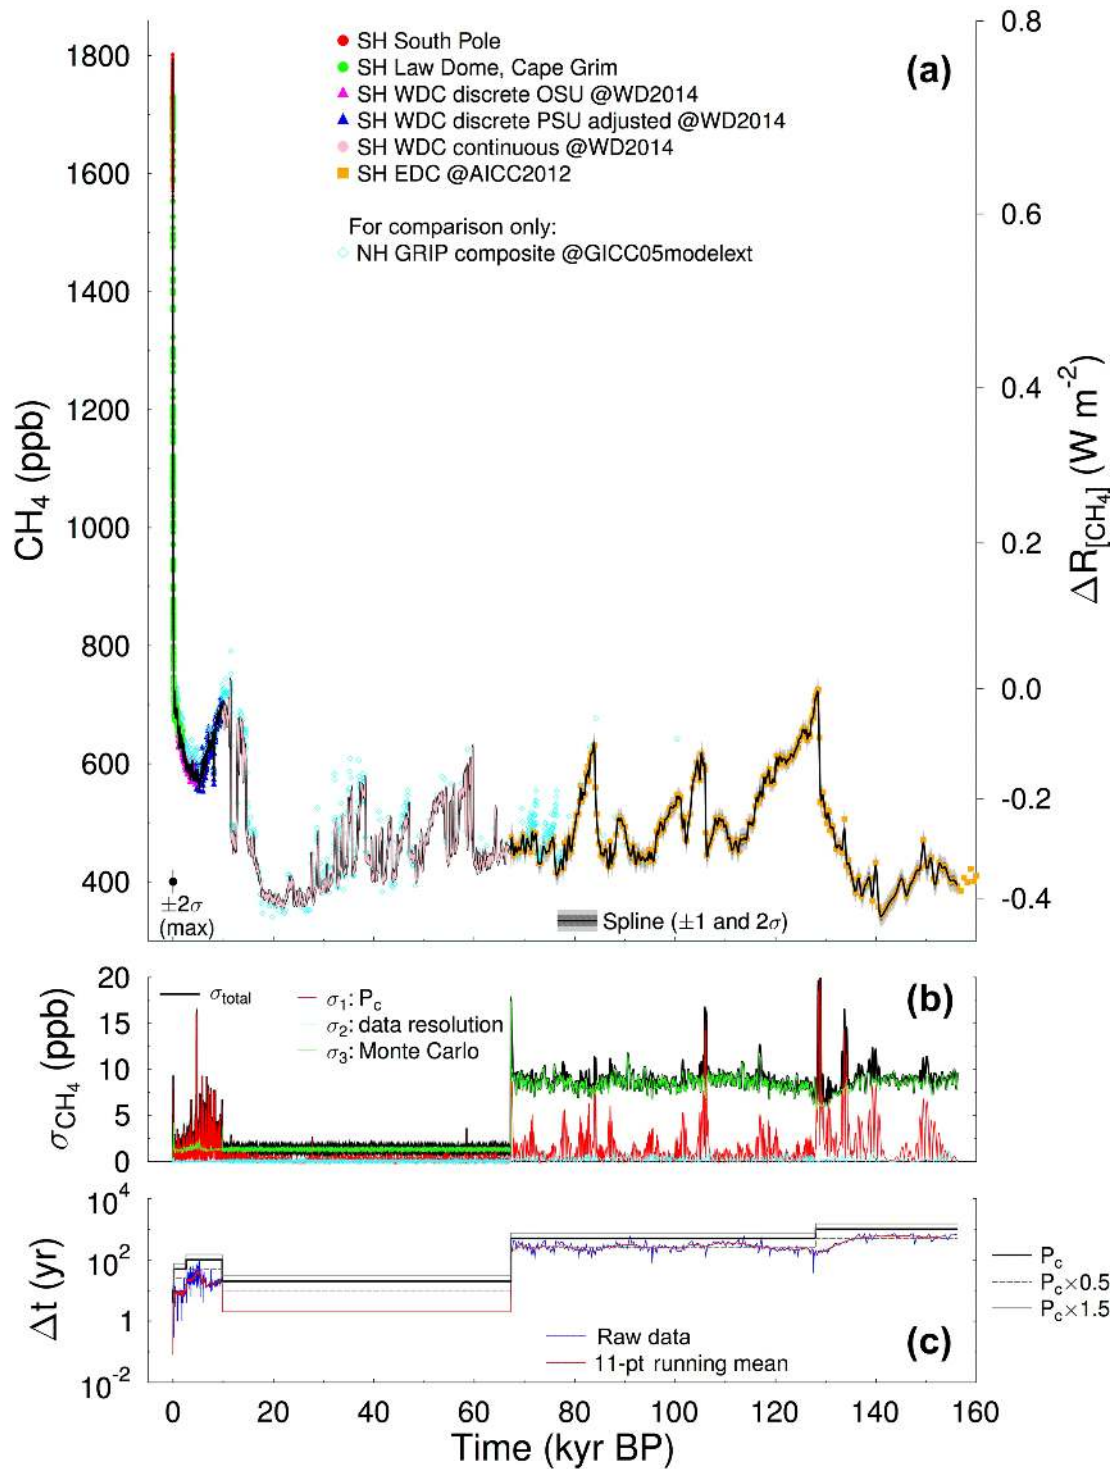 (a)
SH South Pole
SH Law Dome, Cape Grim
SH WDC discrete OSU @WD2014
SH WDC discrete PSU adjusted @WD2014
SH WDC continuous @WD2014
SH EDC @AICC2012
For comparison only:
NH GRIP composite @GICC05modelext
CH₄ (ppb)
1800
1600
1400
1200
1000
800
600
400
ΔR[CH₄] (W m⁻²)
0.8
0.6
0.4
0.2
0.0
-0.2
-0.4
±2σ
(max)
Spline (±1 and 2σ)
(b)
σCH₄ (ppb)
20
15
10
5
0
σtotal
σ₁: Pc
σ₂: data resolution
σ₃: Monte Carlo
(c)
Δt (yr)
10⁴
10²
1
10⁻²
Pc
Pc×0.5
Pc×1.5
Raw data
11-pt running mean
0 20 40 60 80 100 120 140 160
Time (kyr BP)